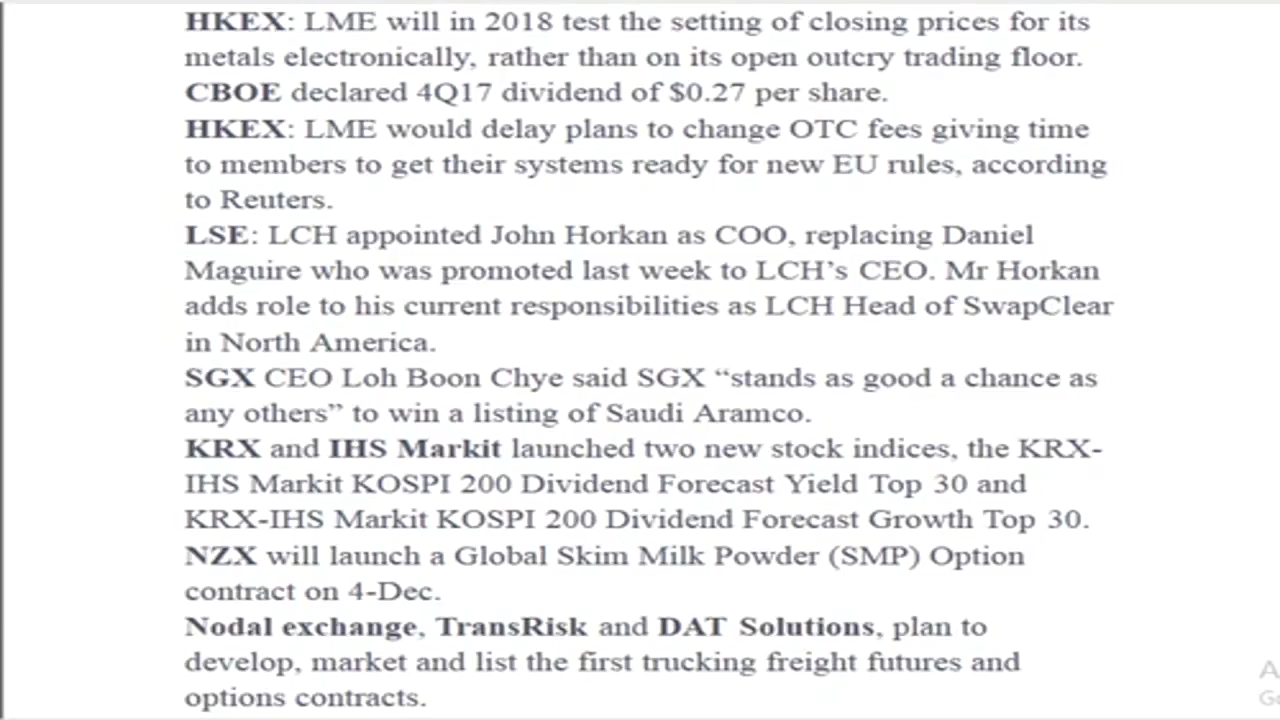 HKEX: LME will in 2018 test the setting of closing prices for its
metals electronically, rather than on its open outcry trading floor.
CBOE declared 4Q17 dividend of $0.27 per share.
HKEX: LME would delay plans to change OTC fees giving time
to members to get their systems ready for new EU rules, according
to Reuters.
LSE: LCH appointed John Horkan as COO, replacing Daniel
Maguire who was promoted last week to LCH’s CEO. Mr Horkan
adds role to his current responsibilities as LCH Head of SwapClear
in North America.
SGX CEO Loh Boon Chye said SGX “stands as good a chance as
any others” to win a listing of Saudi Aramco.
KRX and IHS Markit launched two new stock indices, the KRX-
IHS Markit KOSPI 200 Dividend Forecast Yield Top 30 and
KRX-IHS Markit KOSPI 200 Dividend Forecast Growth Top 30.
NZX will launch a Global Skim Milk Powder (SMP) Option
contract on 4-Dec.
Nodal exchange, TransRisk and DAT Solutions, plan to
develop, market and list the first trucking freight futures and
options contracts.